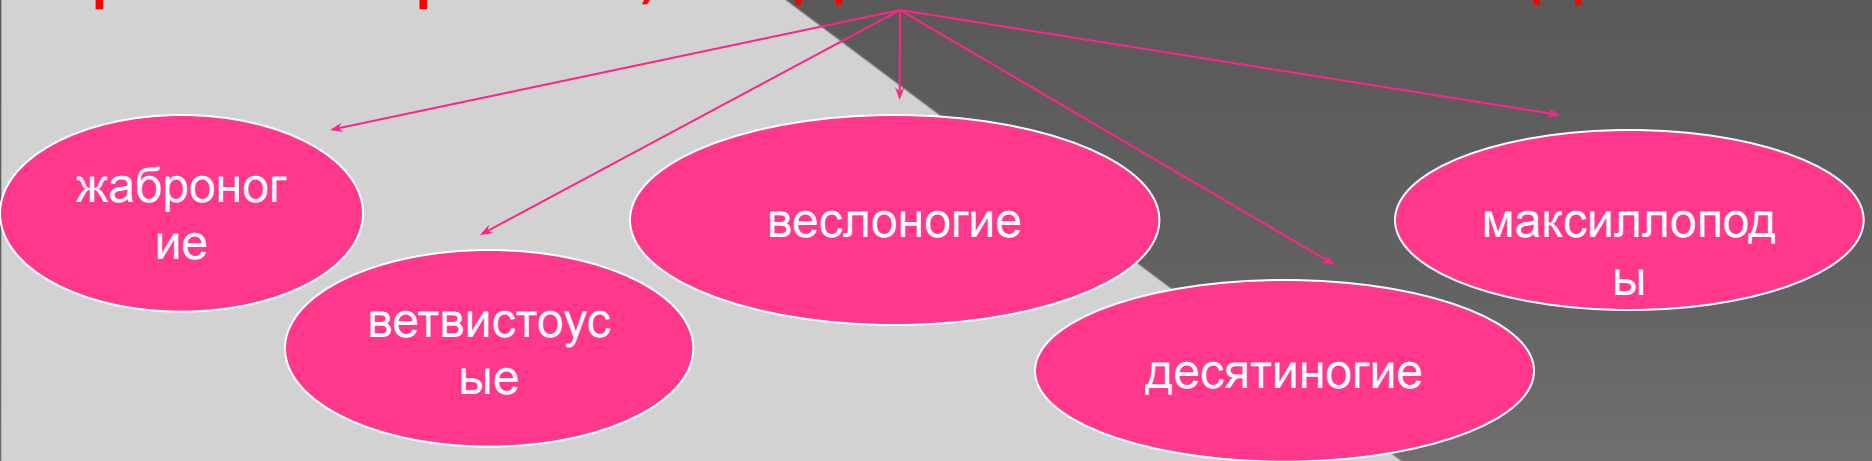 жаброног
ие
ветвистоус
ые
веслоногие
десятиногие
максиллопод
ы